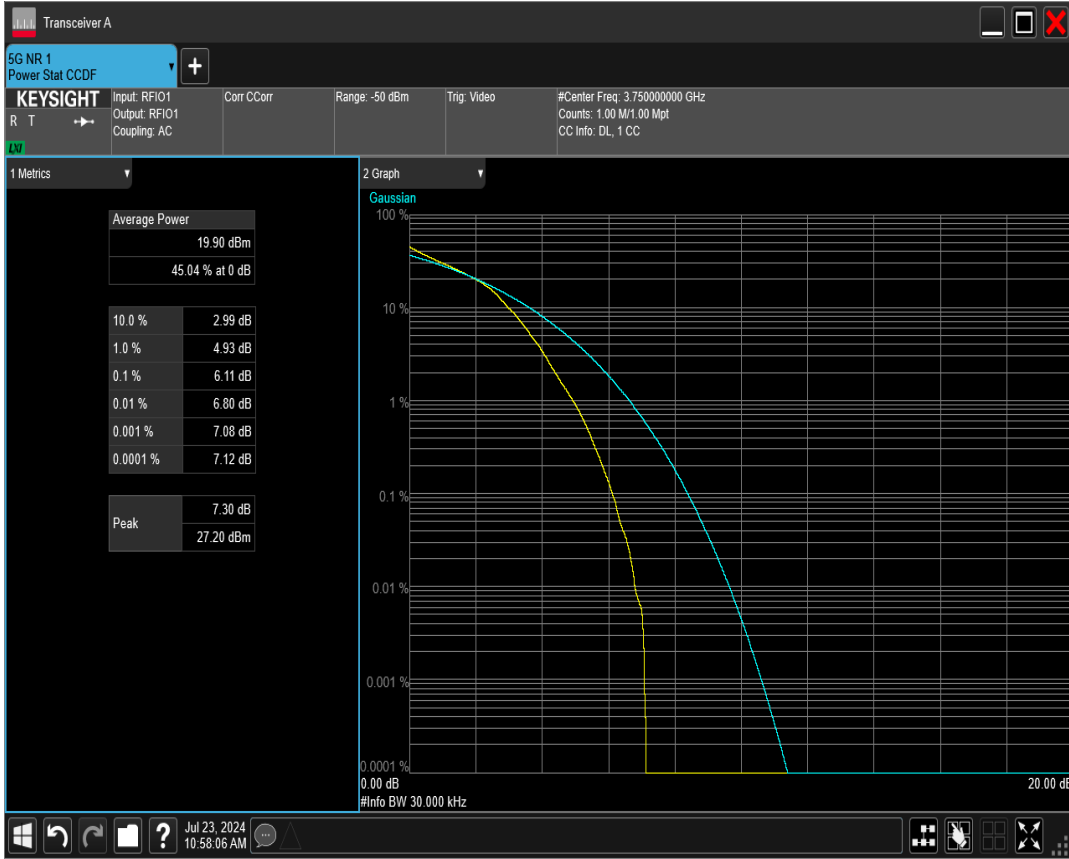 Transceiver A
5G NR 1
Power Stat CCDF
+
KEYSIGHT
R T
LXI
Input: RFIO1
Output: RFIO1
Coupling: AC
Corr CCorr
Range: -50 dBm
Trig: Video
#Center Freq: 3.750000000 GHz
Counts: 1.00 M/1.00 Mpt
CC Info: DL, 1 CC
1 Metrics
Average Power
19.90 dBm
45.04 % at 0 dB
10.0 % 2.99 dB
1.0 % 4.93 dB
0.1 % 6.11 dB
0.01 % 6.80 dB
0.001 % 7.08 dB
0.0001 % 7.12 dB
Peak
7.30 dB
27.20 dBm
2 Graph
Gaussian
100 %
10 %
1 %
0.1 %
0.01 %
0.001 %
0.0001 %
0.00 dB 20.00 dB
#Info BW 30.000 kHz
?
Jul 23, 2024
10:58:06 AM